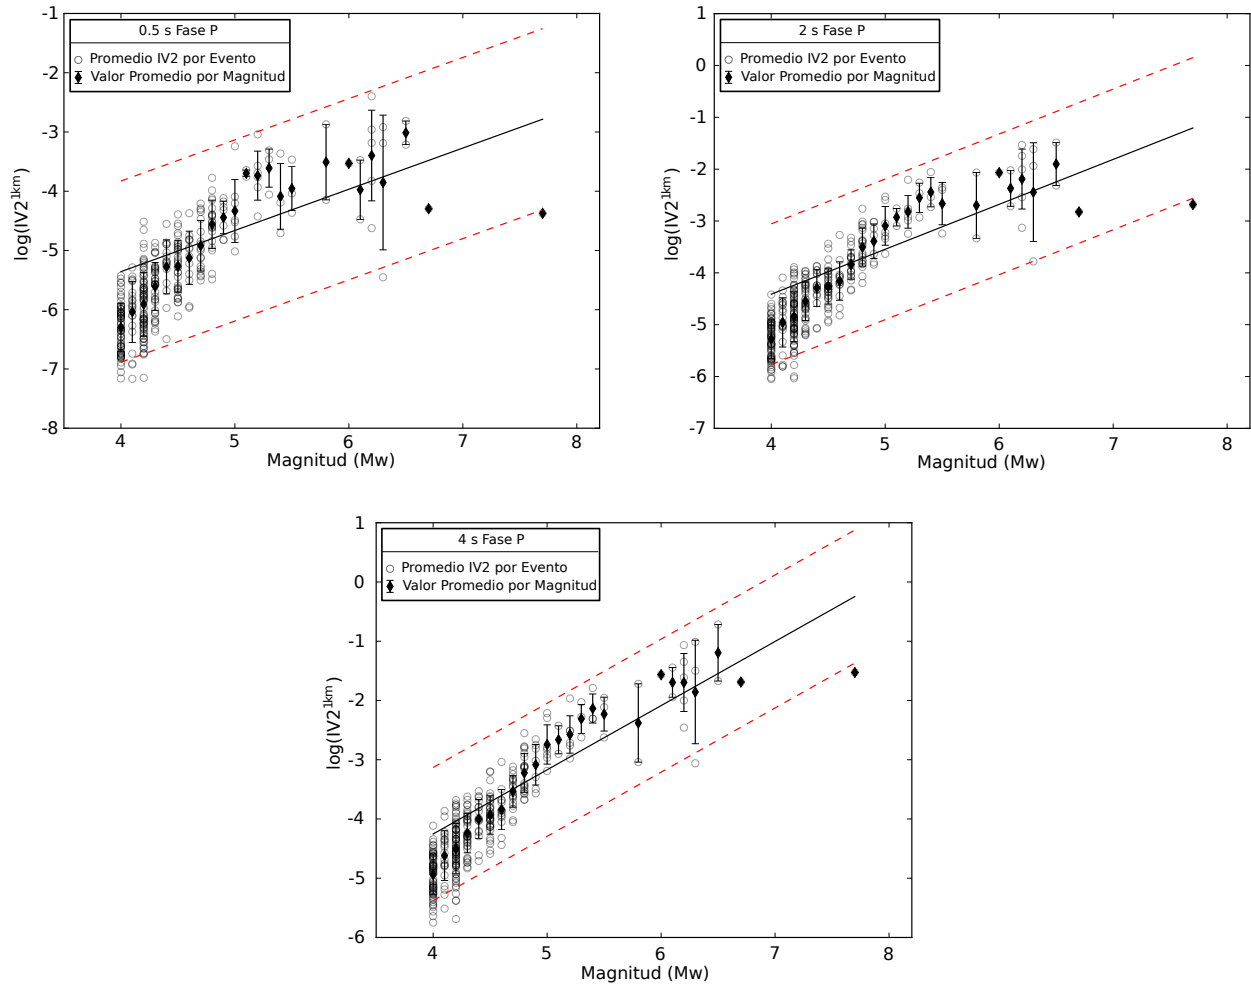 0.5 s Fase P
Promedio IV2 por Evento
Valor Promedio por Magnitud
-1
-2
-3
-4
-5
-6
-7
-8
log(IV2^1km)
4 5 6 7 8
Magnitud (Mw)
2 s Fase P
Promedio IV2 por Evento
Valor Promedio por Magnitud
1
0
-1
-2
-3
-4
-5
-6
-7
log(IV2^1km)
4 5 6 7 8
Magnitud (Mw)
4 s Fase P
Promedio IV2 por Evento
Valor Promedio por Magnitud
1
0
-1
-2
-3
-4
-5
-6
log(IV2^1km)
4 5 6 7 8
Magnitud (Mw)